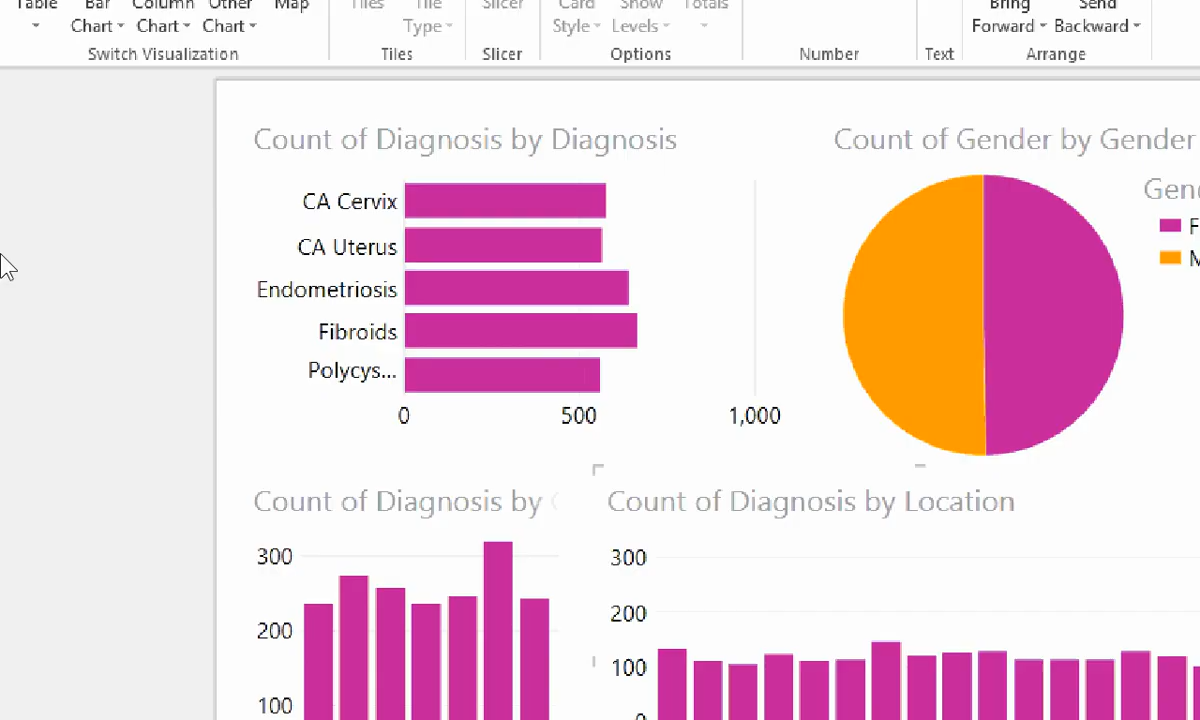 Table Bar Column Other Map Tiles Tile Slicer Card Show Totals Bring Send
Chart Chart Chart Type Style Levels Forward Backward
Switch Visualization Tiles Slicer Options Number Text Arrange
Count of Diagnosis by Diagnosis
CA Cervix
CA Uterus
Endometriosis
Fibroids
Polycys...
0 500 1,000
Count of Gender by Gender
Gen
F
M
Count of Diagnosis by
300
200
100
Count of Diagnosis by Location
300
200
100
0